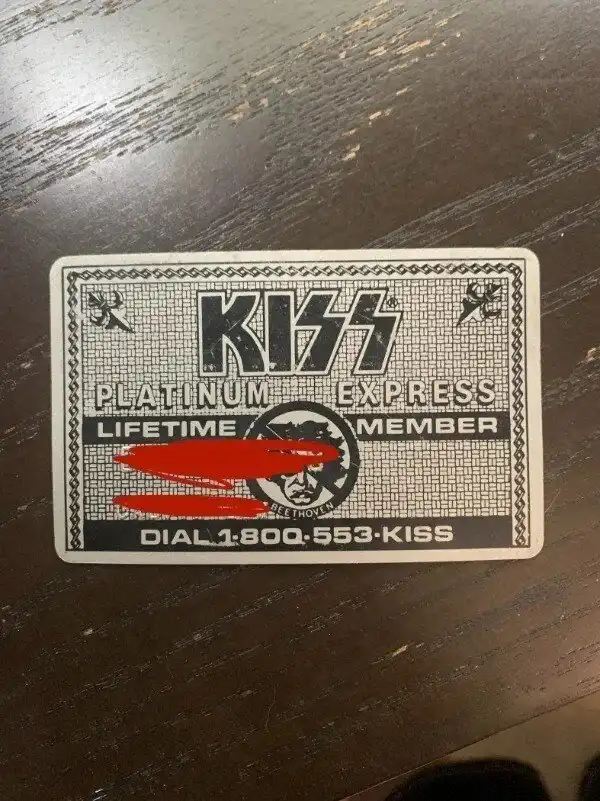 KISS®
PLATINUM EXPRESS
LIFETIME MEMBER
BEETHOVEN
DIAL 1-800-553-KISS